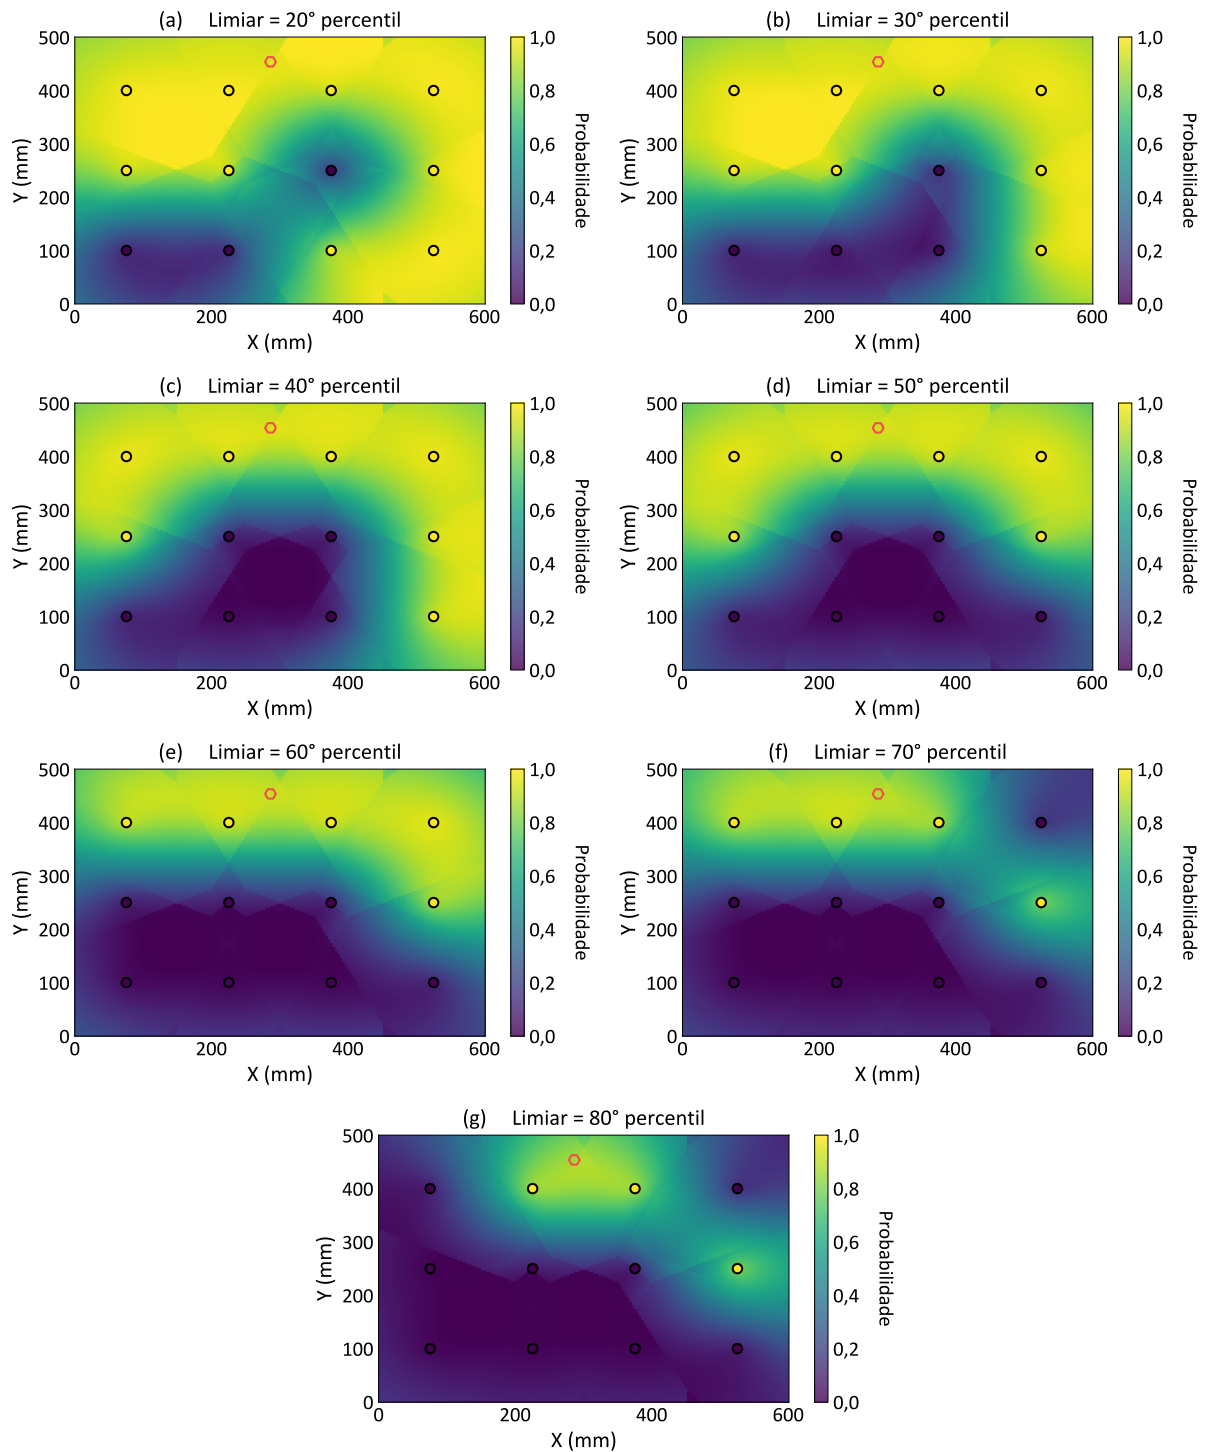 (a) Limiar = 20° percentil
500
400
300
200
100
0
0 200 400 600
Y (mm)
X (mm)
1,0
0,8
0,6
0,4
0,2
0,0
Probabilidade
(b) Limiar = 30° percentil
500
400
300
200
100
0
0 200 400 600
Y (mm)
X (mm)
1,0
0,8
0,6
0,4
0,2
0,0
Probabilidade
(c) Limiar = 40° percentil
500
400
300
200
100
0
0 200 400 600
Y (mm)
X (mm)
1,0
0,8
0,6
0,4
0,2
0,0
Probabilidade
(d) Limiar = 50° percentil
500
400
300
200
100
0
0 200 400 600
Y (mm)
X (mm)
1,0
0,8
0,6
0,4
0,2
0,0
Probabilidade
(e) Limiar = 60° percentil
500
400
300
200
100
0
0 200 400 600
Y (mm)
X (mm)
1,0
0,8
0,6
0,4
0,2
0,0
Probabilidade
(f) Limiar = 70° percentil
500
400
300
200
100
0
0 200 400 600
Y (mm)
X (mm)
1,0
0,8
0,6
0,4
0,2
0,0
Probabilidade
(g) Limiar = 80° percentil
500
400
300
200
100
0
0 200 400 600
Y (mm)
X (mm)
1,0
0,8
0,6
0,4
0,2
0,0
Probabilidade